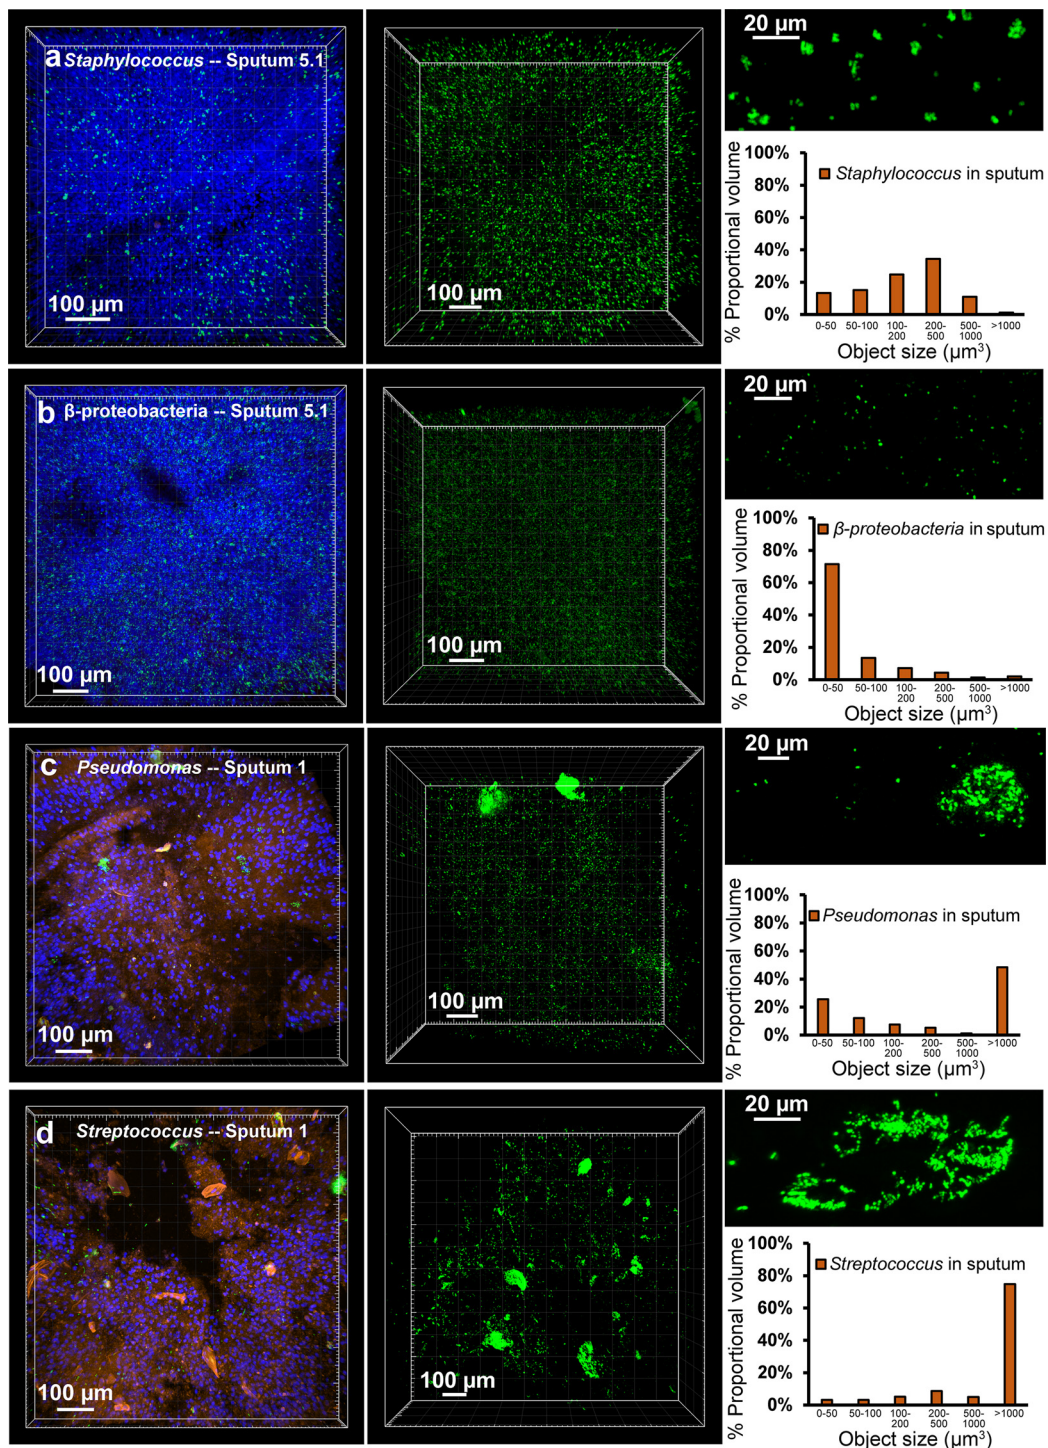 a Staphylococcus -- Sputum 5.1
100 µm
100 µm
20 µm
100%
80%
60%
40%
20%
0%
% Proportional volume
Staphylococcus in sputum
0-50 50-100 100-200 200-500 500-1000 >1000
Object size (µm³)
b β-proteobacteria -- Sputum 5.1
100 µm
100 µm
20 µm
100%
80%
60%
40%
20%
0%
% Proportional volume
β-proteobacteria in sputum
0-50 50-100 100-200 200-500 500-1000 >1000
Object size (µm³)
c Pseudomonas -- Sputum 1
100 µm
100 µm
20 µm
100%
80%
60%
40%
20%
0%
% Proportional volume
Pseudomonas in sputum
0-50 50-100 100-200 200-500 500-1000 >1000
Object size (µm³)
d Streptococcus -- Sputum 1
100 µm
100 µm
20 µm
100%
80%
60%
40%
20%
0%
% Proportional volume
Streptococcus in sputum
0-50 50-100 100-200 200-500 500-1000 >1000
Object size (µm³)